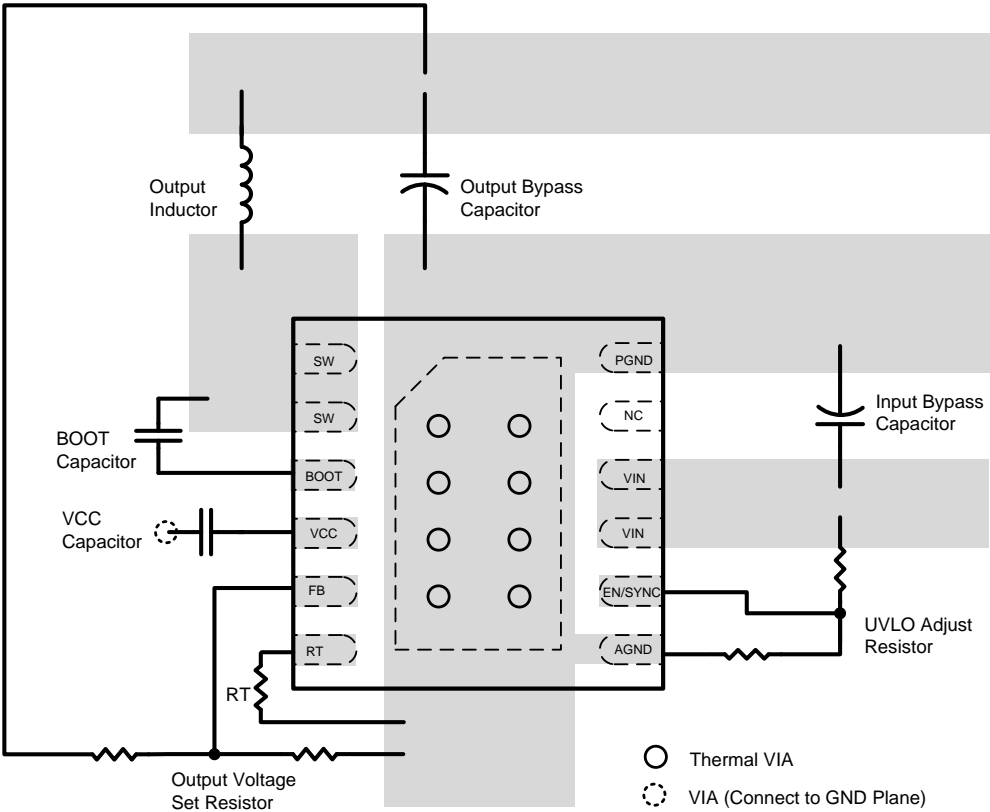 Output
Inductor
Output Bypass
Capacitor
SW
PGND
SW
NC
BOOT
Capacitor
Input Bypass
Capacitor
BOOT
VIN
VCC
Capacitor
VCC
VIN
FB
EN/SYNC
UVLO Adjust
Resistor
RT
AGND
RT
Output Voltage
Set Resistor
Thermal VIA
VIA (Connect to GND Plane)